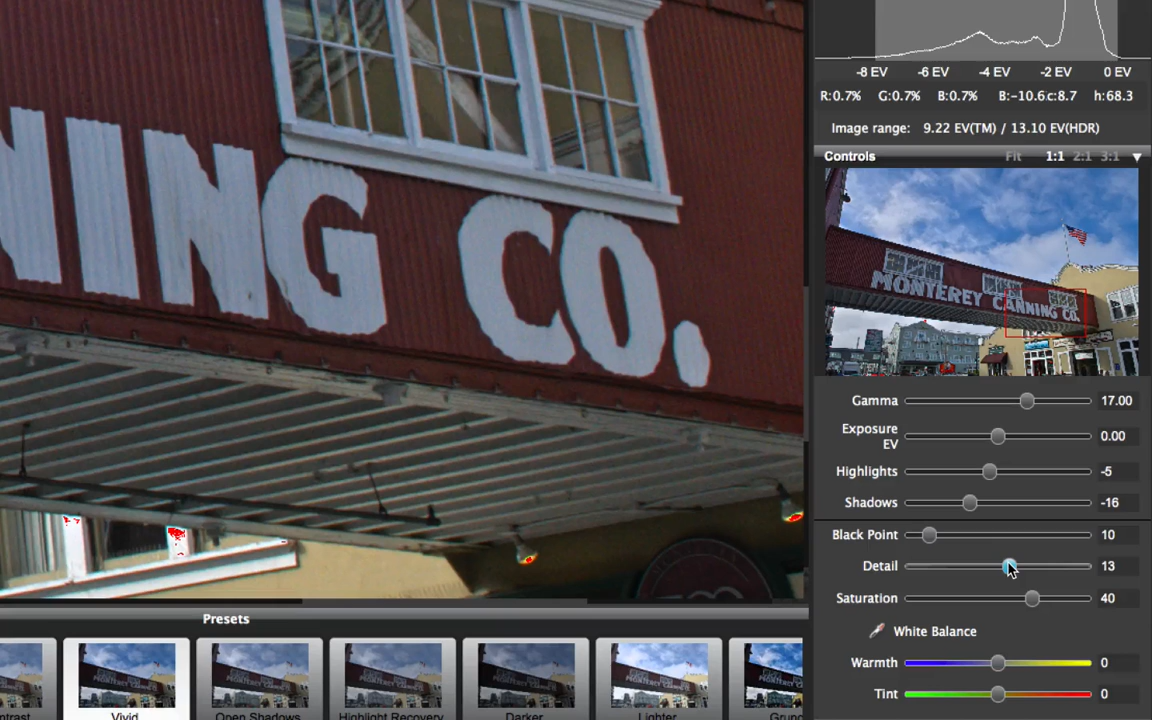 NING CO.
-8 EV -6 EV -4 EV -2 EV 0 EV
R:0.7% G:0.7% B:0.7% B:-10.6c:8.7 h:68.3
Image range: 9.22 EV(TM) / 13.10 EV(HDR)
Controls Fit 1:1 2:1 3:1
MONTEREY CANNING CO.
Gamma 17.00
Exposure
EV 0.00
Highlights -5
Shadows -16
Black Point 10
Detail 13
Saturation 40
White Balance
Warmth 0
Tint 0
Presets
Vivid Open Shadows Highlight Recovery Darker Lighter